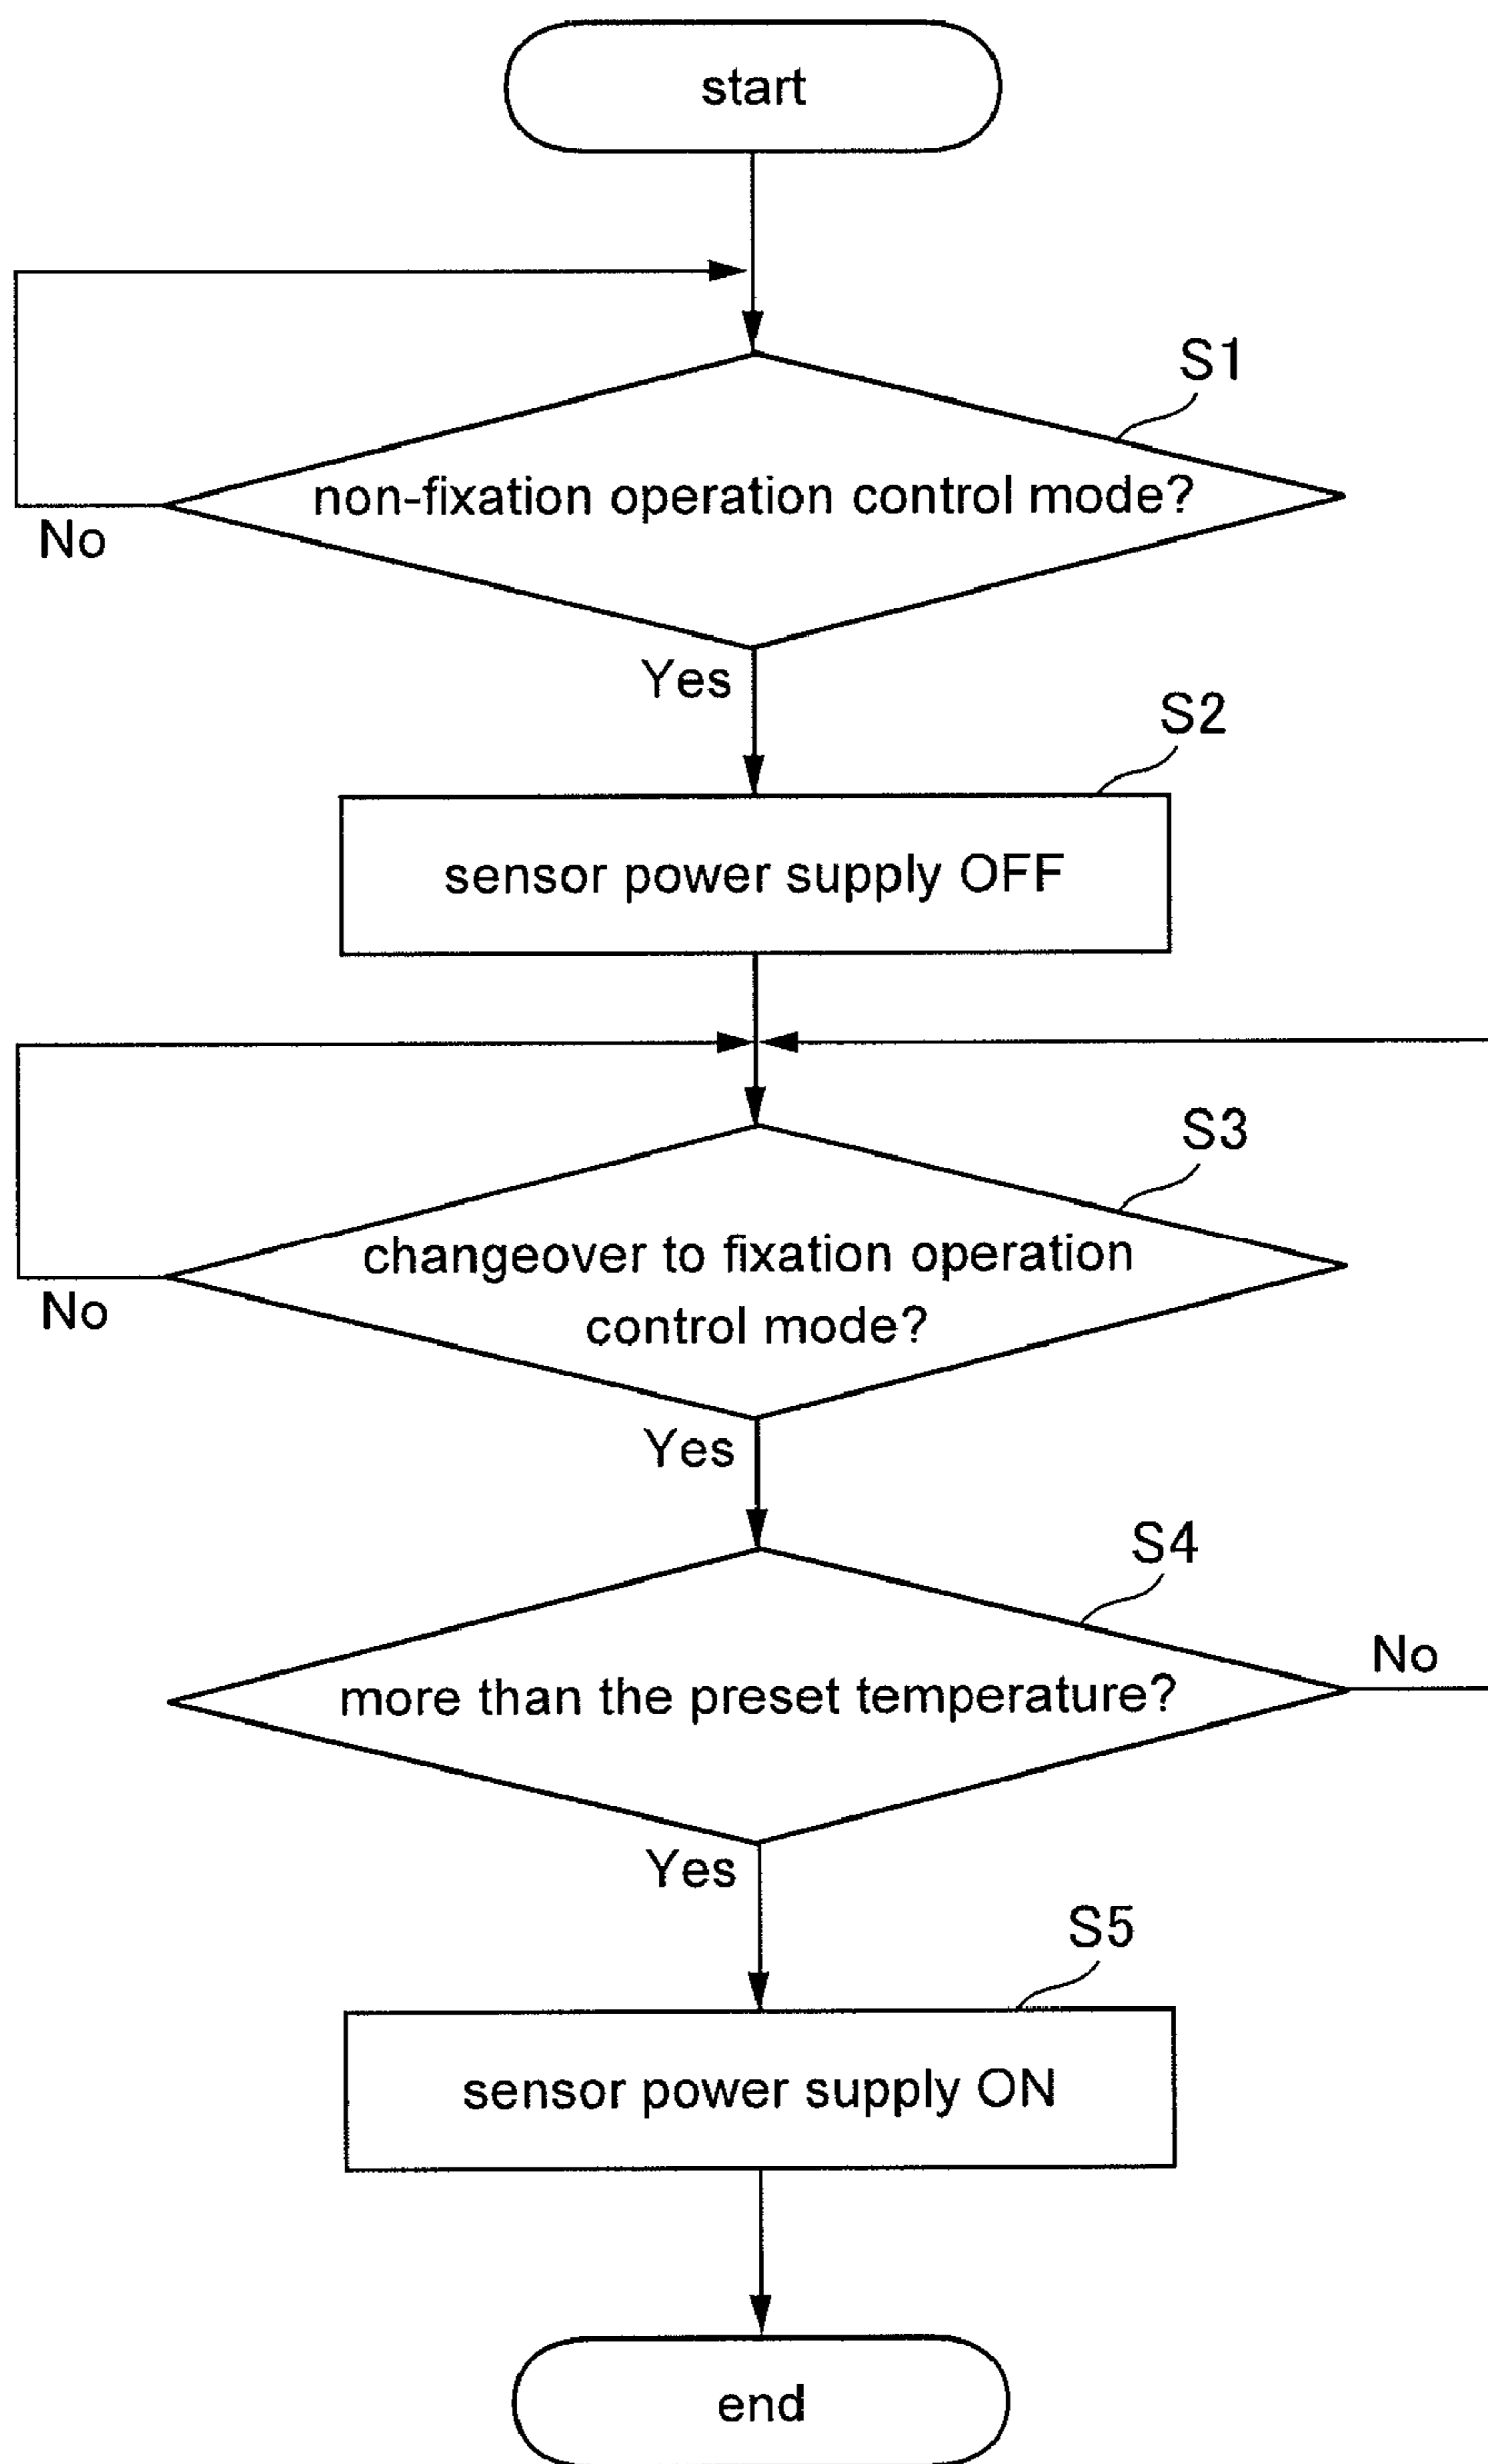 start
S1
non-fixation operation control mode?
No
Yes
S2
sensor power supply OFF
S3
changeover to fixation operation
control mode?
No
Yes
S4
more than the preset temperature?
No
Yes
S5
sensor power supply ON
end